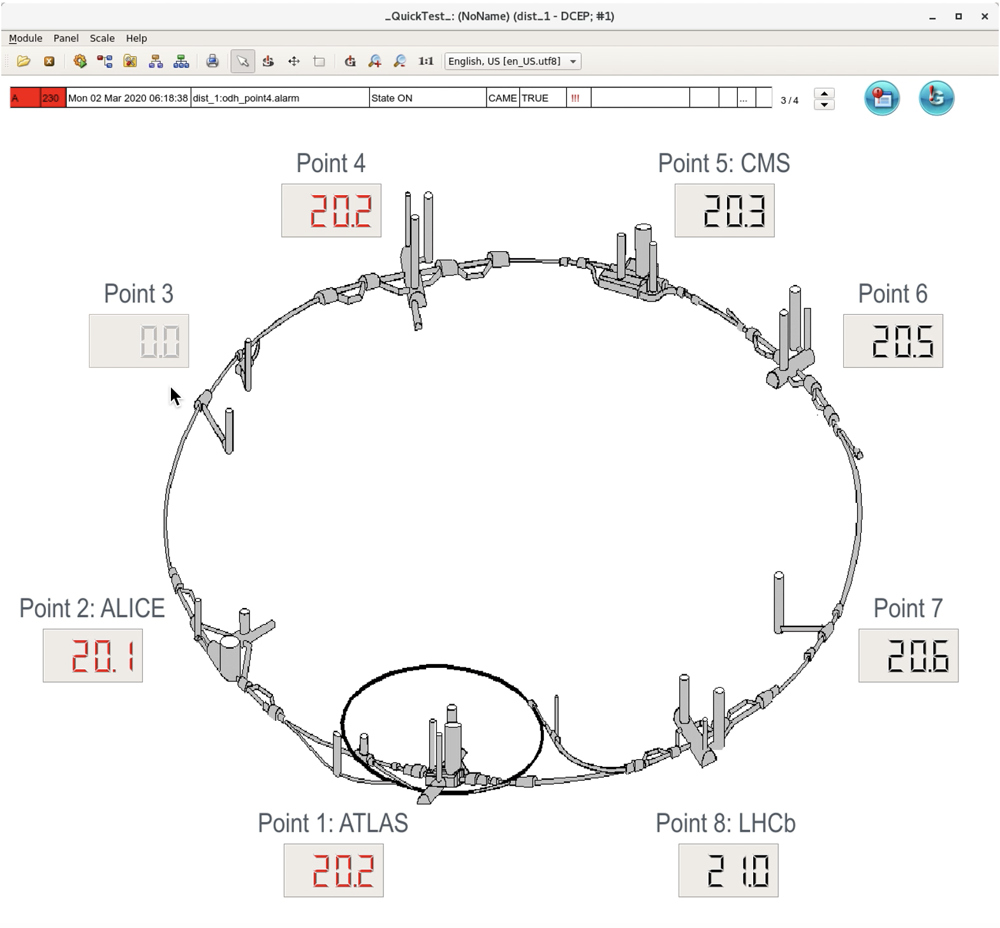 _QuickTest_: (NoName) (dist_1 - DCEP; #1)
Module Panel Scale Help
1:1 English, US [en_US.utf8]
A 230 Mon 02 Mar 2020 06:18:38 dist_1:odh_point4.alarm State ON CAME TRUE !!! ... 3 / 4
Point 4 Point 5: CMS
20.2 20.3
Point 3 Point 6
0.0 20.5
Point 2: ALICE Point 7
20.1 20.6
Point 1: ATLAS Point 8: LHCb
20.2 21.0